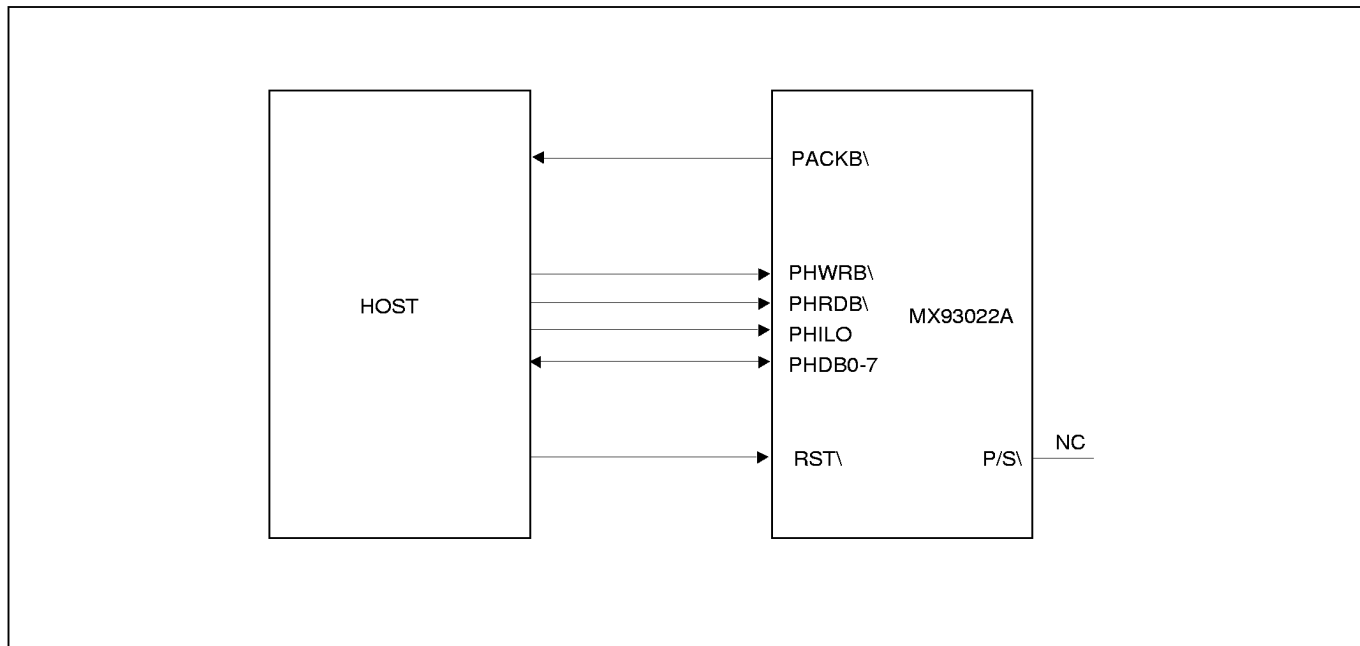 PACKB\
PHWRB\
HOST
PHRDB\
MX93022A
PHILO
PHDB0-7
NC
RST\
P/S\